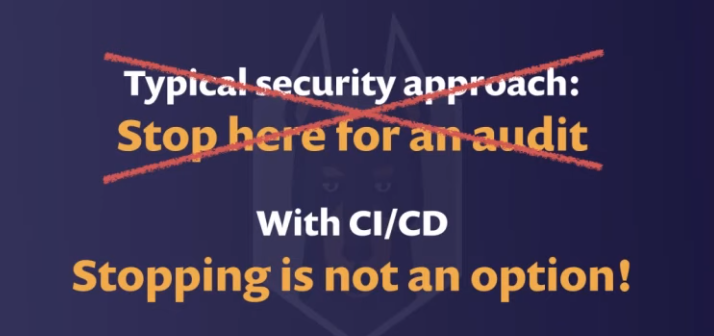 Typical security approach:
Stop here for an audit
With CI/CD
Stopping is not an option!